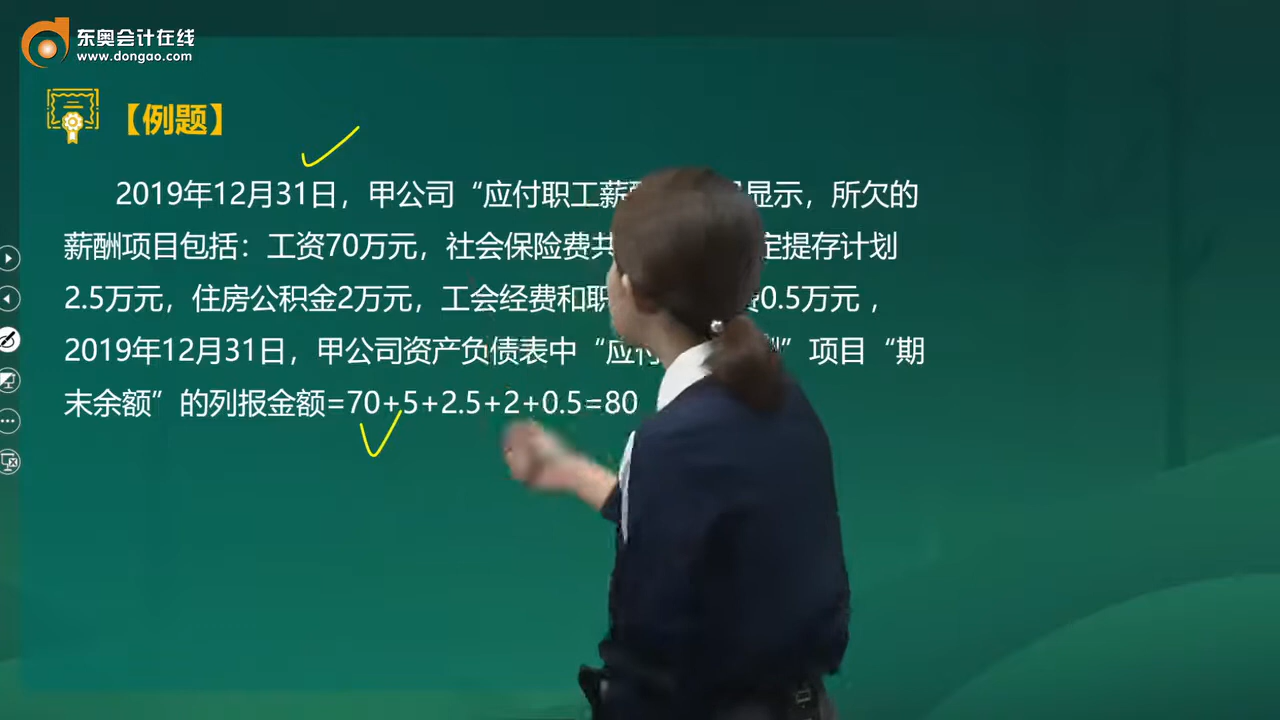 东奥会计在线
www.dongao.com
【例题】
2019年12月31日，甲公司“应付职工薪 显示，所欠的
薪酬项目包括：工资70万元，社会保险费共 定提存计划
2.5万元，住房公积金2万元，工会经费和职 费0.5万元，
2019年12月31日，甲公司资产负债表中“应付 酬”项目“期
末余额”的列报金额=70+5+2.5+2+0.5=80